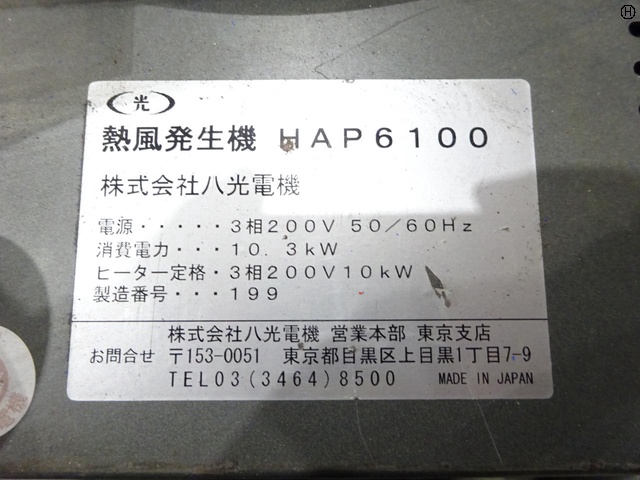 光
熱風発生機 HAP6100
株式会社八光電機
電源・・・・・3相200V 50/60Hz
消費電力・・・10.3kW
ヒーター定格・3相200V10kW
製造番号・・・199
株式会社八光電機 営業本部 東京支店
お問合せ 〒153-0051 東京都目黒区上目黒1丁目7-9
TEL03(3464)8500 MADE IN JAPAN
H